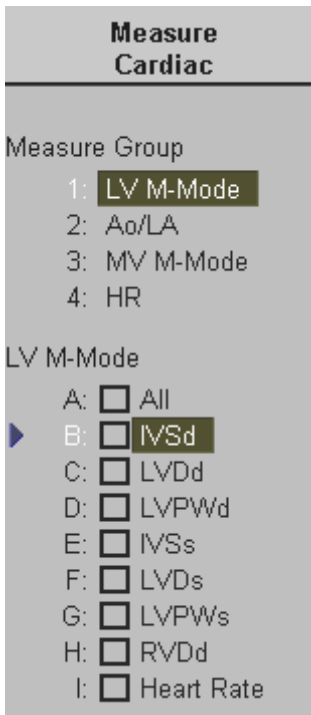 Measure
Cardiac
Measure Group
1: LV M-Mode
2: Ao/LA
3: MV M-Mode
4: HR
LV M-Mode
A: All
B: IVSd
C: LVDd
D: LVPWd
E: IVSs
F: LVDs
G: LVPWs
H: RVDd
I: Heart Rate